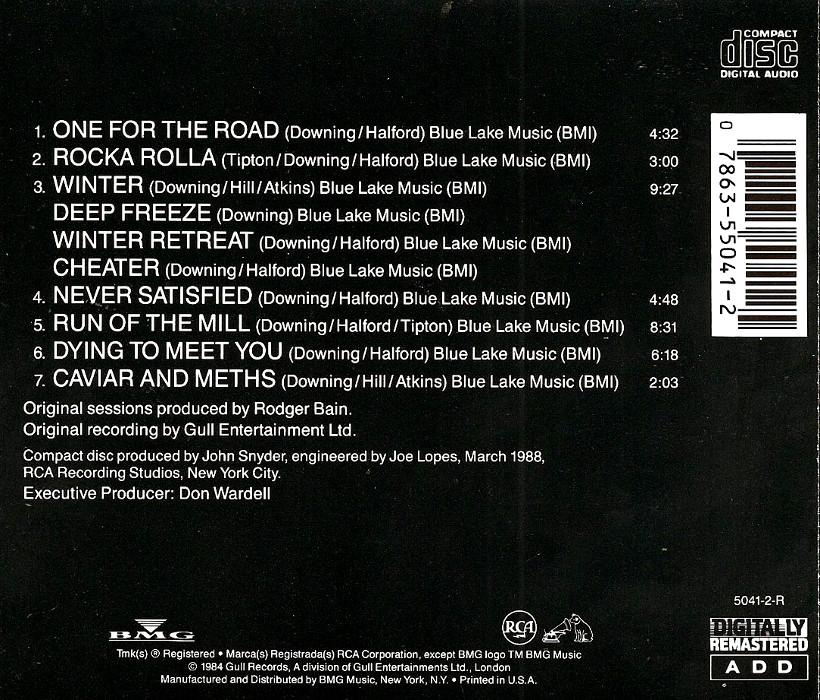 COMPACT
disc
DIGITAL AUDIO
1. ONE FOR THE ROAD (Downing/Halford) Blue Lake Music (BMI) 4:32
2. ROCKA ROLLA (Tipton/Downing/Halford) Blue Lake Music (BMI) 3:00
3. WINTER (Downing/Hill/Atkins) Blue Lake Music (BMI) 9:27
DEEP FREEZE (Downing) Blue Lake Music (BMI)
WINTER RETREAT (Downing/Halford) Blue Lake Music (BMI)
CHEATER (Downing/Halford) Blue Lake Music (BMI)
4. NEVER SATISFIED (Downing/Halford) Blue Lake Music (BMI) 4:48
5. RUN OF THE MILL (Downing/Halford/Tipton) Blue Lake Music (BMI) 8:31
6. DYING TO MEET YOU (Downing/Halford) Blue Lake Music (BMI) 6:18
7. CAVIAR AND METHS (Downing/Hill/Atkins) Blue Lake Music (BMI) 2:03
0 7863-55041-2
Original sessions produced by Rodger Bain.
Original recording by Gull Entertainment Ltd.
Compact disc produced by John Snyder, engineered by Joe Lopes, March 1988,
RCA Recording Studios, New York City.
Executive Producer: Don Wardell
5041-2-R
BMG
RCA
DIGITALLY
REMASTERED
ADD
Tmk(s) ® Registered • Marca(s) Registrada(s) RCA Corporation, except BMG logo TM BMG Music
© 1984 Gull Records, A division of Gull Entertainments Ltd., London
Manufactured and Distributed by BMG Music, New York, N.Y. • Printed in U.S.A.